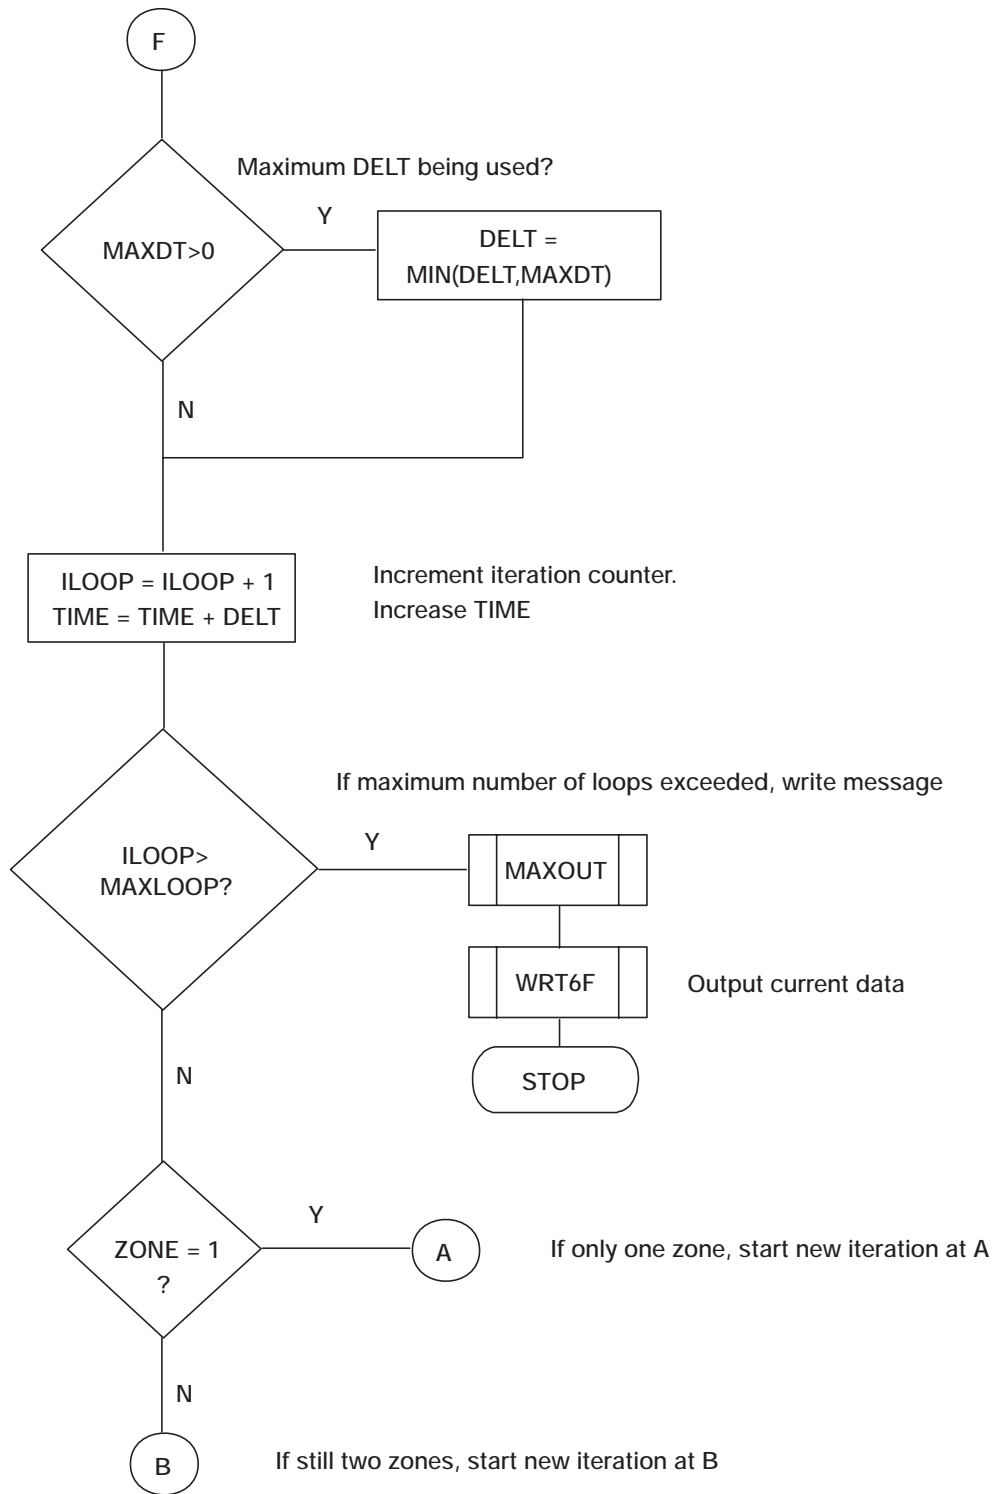 F
Maximum DELT being used?
Y
MAXDT>0
DELT =
MIN(DELT,MAXDT)
N
ILOOP = ILOOP + 1
TIME = TIME + DELT
Increment iteration counter.
Increase TIME
If maximum number of loops exceeded, write message
Y
ILOOP>
MAXLOOP?
MAXOUT
WRT6F
Output current data
STOP
N
Y
ZONE = 1
?
A
If only one zone, start new iteration at A
N
B
If still two zones, start new iteration at B